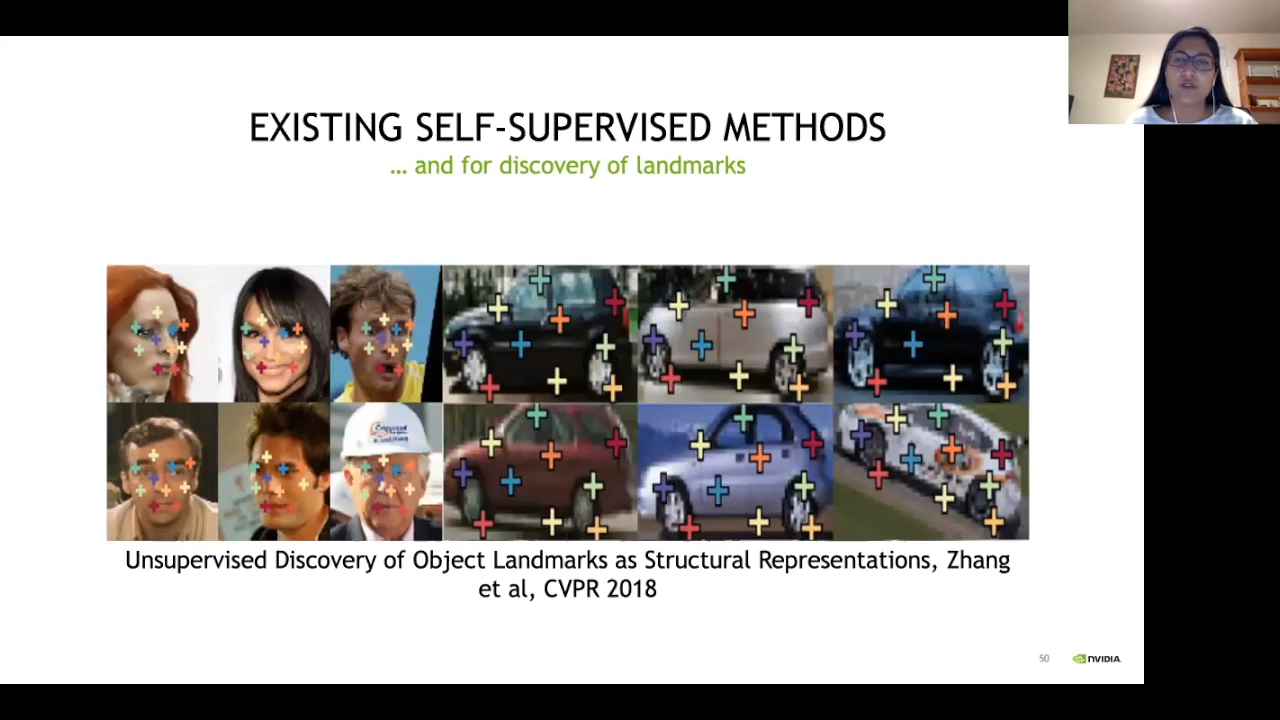 EXISTING SELF-SUPERVISED METHODS
… and for discovery of landmarks
Unsupervised Discovery of Object Landmarks as Structural Representations, Zhang
et al, CVPR 2018
50
NVIDIA.